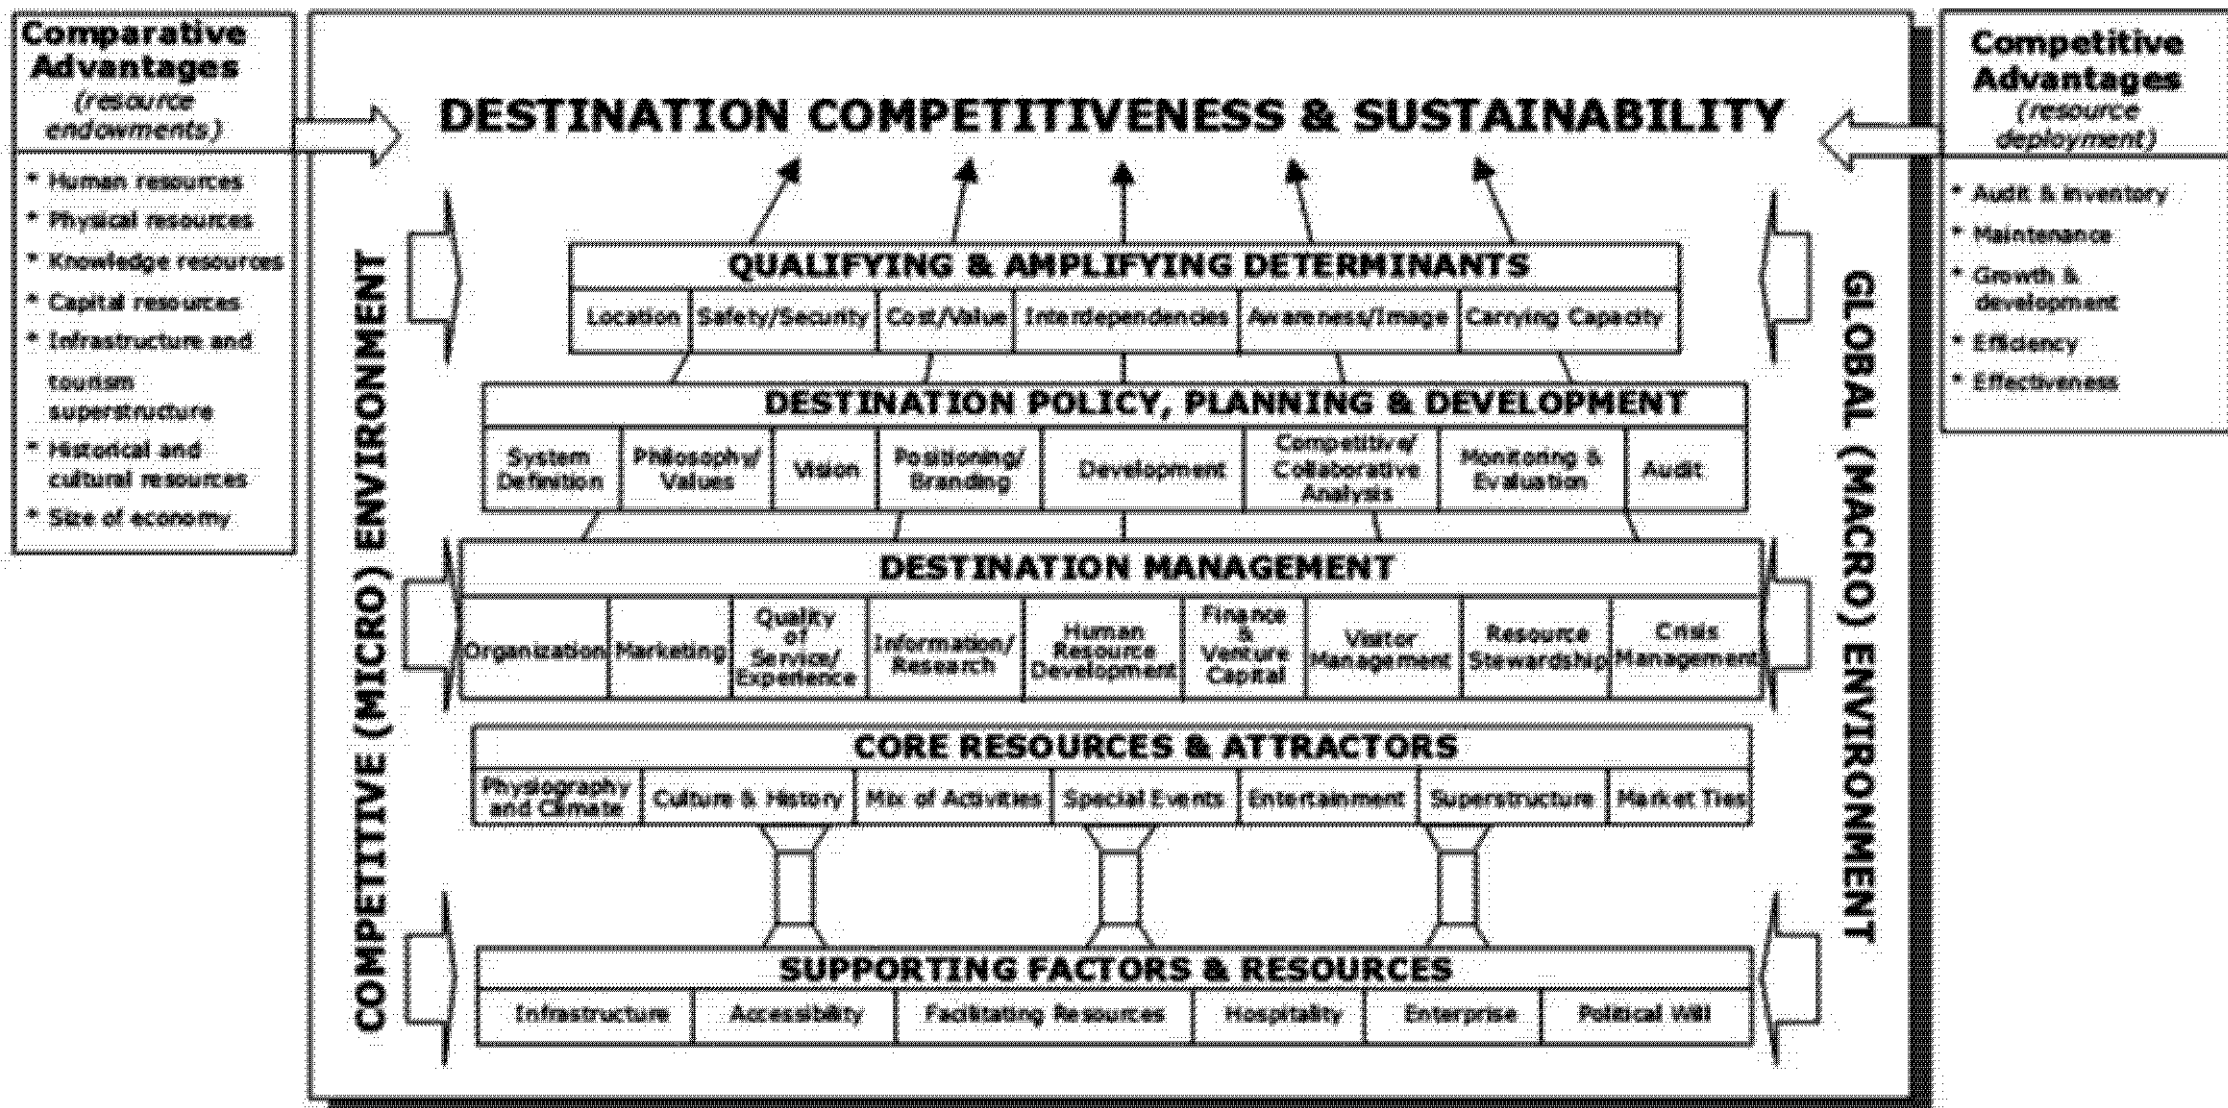 Comparative
Advantages
(resource
endowments)
* Human resources
* Physical resources
* Knowledge resources
* Capital resources
* Infrastructure and
tourism
superstructure
* Historical and
cultural resources
* Size of economy
DESTINATION COMPETITIVENESS & SUSTAINABILITY
Competitive
Advantages
(resource
deployment)
* Audit & inventory
* Maintenance
* Growth &
development
* Efficiency
* Effectiveness
COMPETITIVE (MICRO) ENVIRONMENT
GLOBAL (MACRO) ENVIRONMENT
QUALIFYING & AMPLIFYING DETERMINANTS
Location
Safety/Security
Cost/Value
Interdependencies
Awareness/Image
Carrying Capacity
DESTINATION POLICY, PLANNING & DEVELOPMENT
System
Definition
Philosophy/
Values
Vision
Positioning/
Branding
Development
Competitive/
Collaborative
Analysis
Monitoring &
Evaluation
Audit
DESTINATION MANAGEMENT
Organization
Marketing
Quality
of
Service/
Experience
Information/
Research
Human
Resource
Development
Finance
&
Venture
Capital
Visitor
Management
Resource
Stewardship
Crisis
Management
CORE RESOURCES & ATTRACTORS
Physiography
and Climate
Culture & History
Mix of Activities
Special Events
Entertainment
Superstructure
Market Ties
SUPPORTING FACTORS & RESOURCES
Infrastructure
Accessibility
Facilitating Resources
Hospitality
Enterprise
Political Will